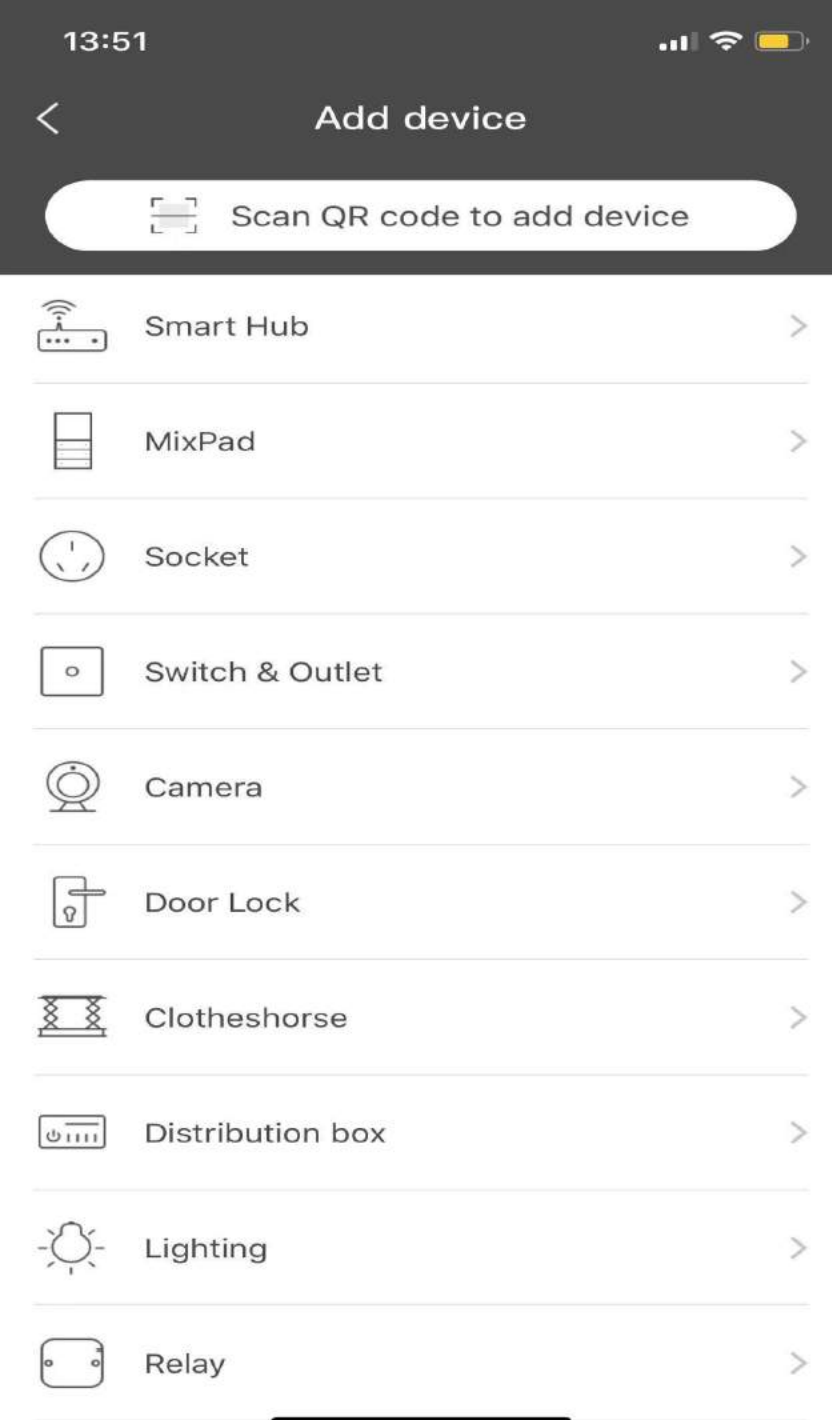 13:51
Add device
Scan QR code to add device
Smart Hub
MixPad
Socket
Switch & Outlet
Camera
Door Lock
Clotheshorse
Distribution box
Lighting
Relay